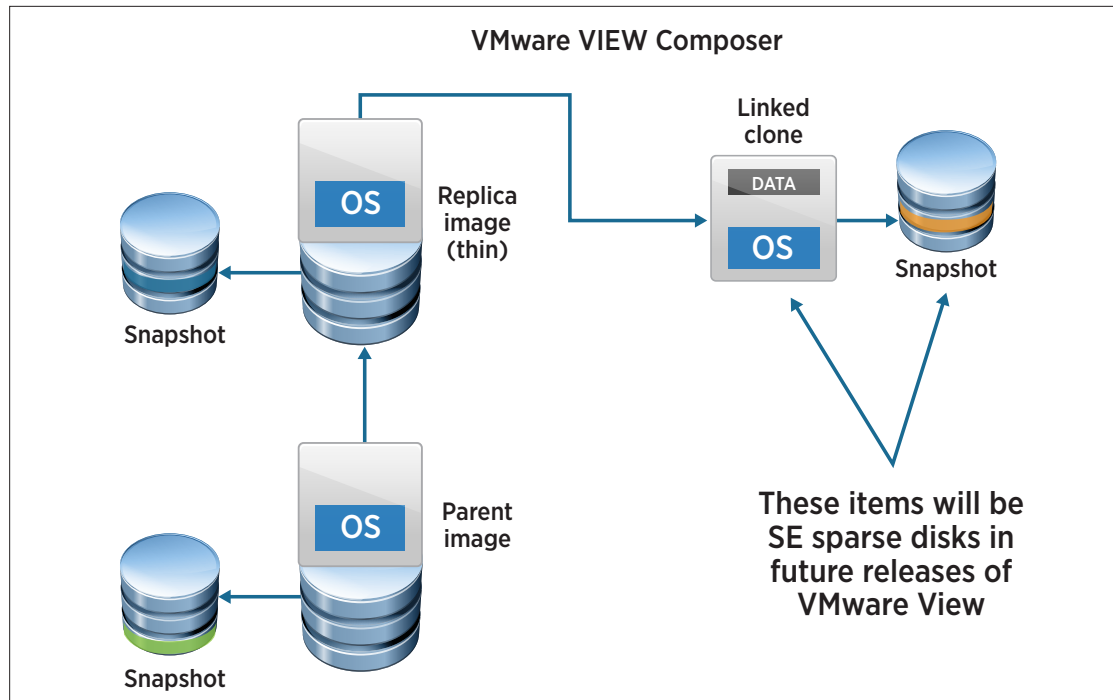 VMware VIEW Composer
OS
Replica
image
(thin)
Snapshot
Linked
clone
DATA
OS
Snapshot
OS
Parent
image
Snapshot
These items will be
SE sparse disks in
future releases of
VMware View